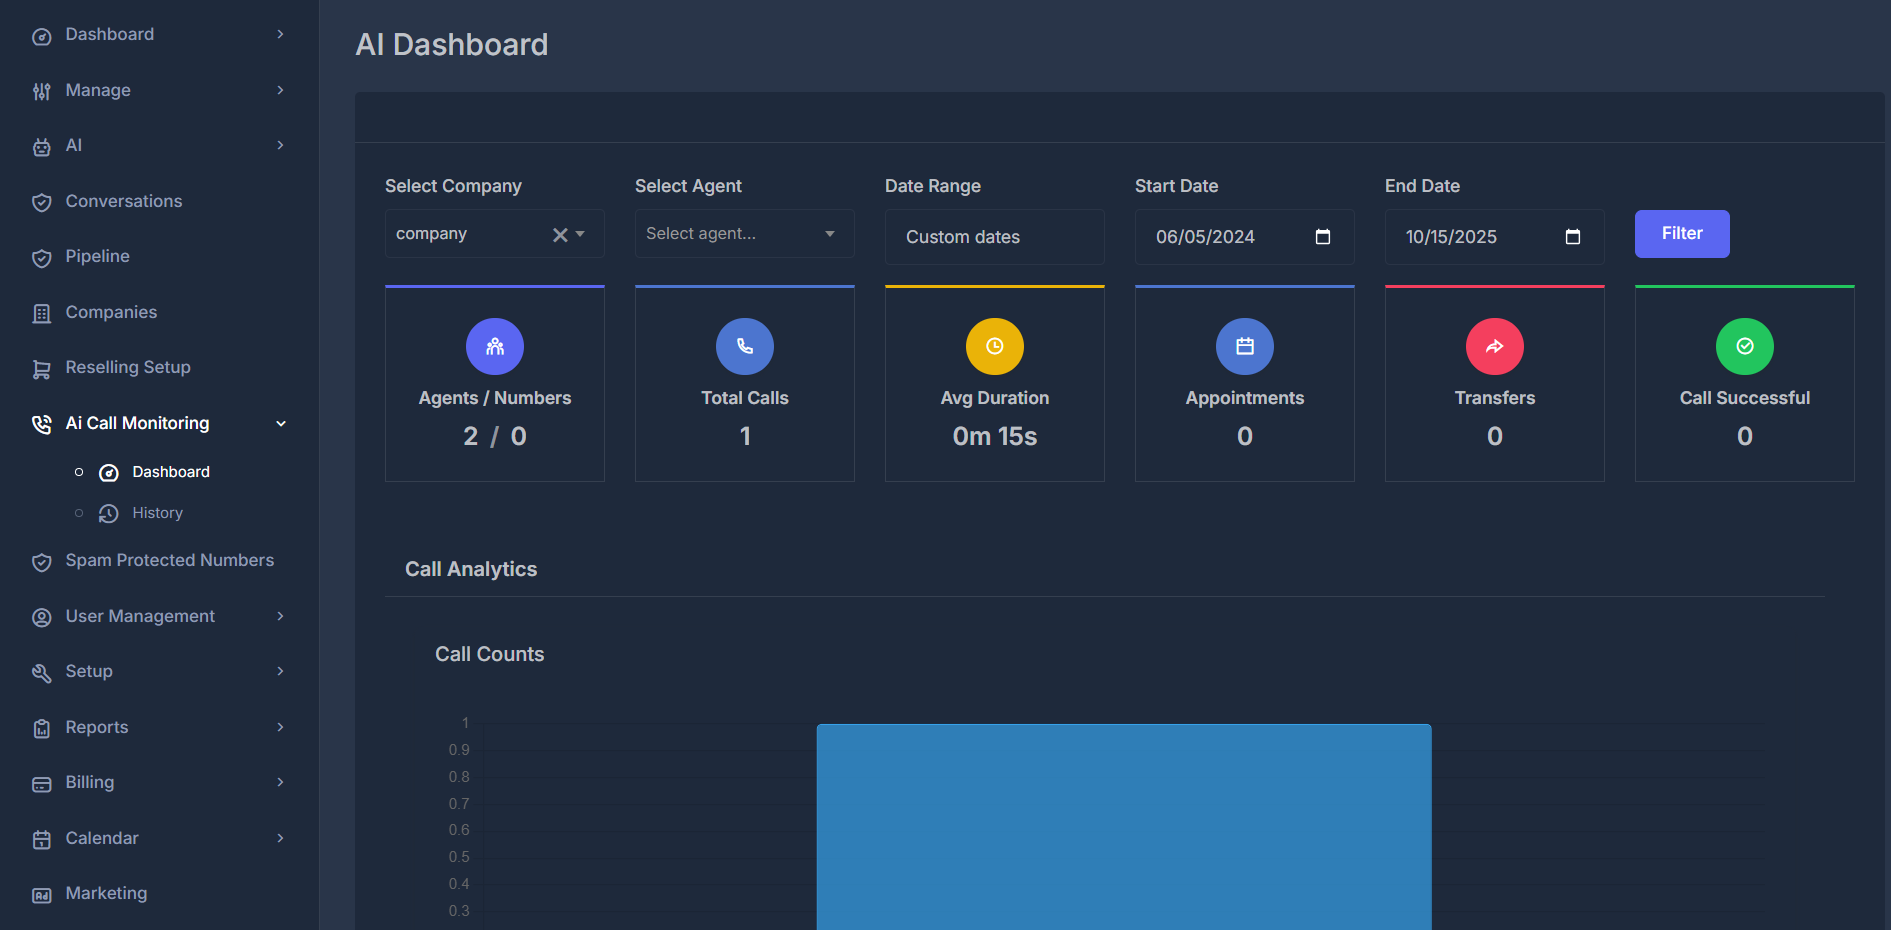 Dashboard
Manage
AI
Conversations
Pipeline
Companies
Reselling Setup
Ai Call Monitoring
Dashboard
History
Spam Protected Numbers
User Management
Setup
Reports
Billing
Calendar
Marketing
AI Dashboard
Select Company
company
Select Agent
Select agent...
Date Range
Custom dates
Start Date
06/05/2024
End Date
10/15/2025
Filter
Agents / Numbers
2 / 0
Total Calls
1
Avg Duration
0m 15s
Appointments
0
Transfers
0
Call Successful
0
Call Analytics
Call Counts
1
0.9
0.8
0.7
0.6
0.5
0.4
0.3